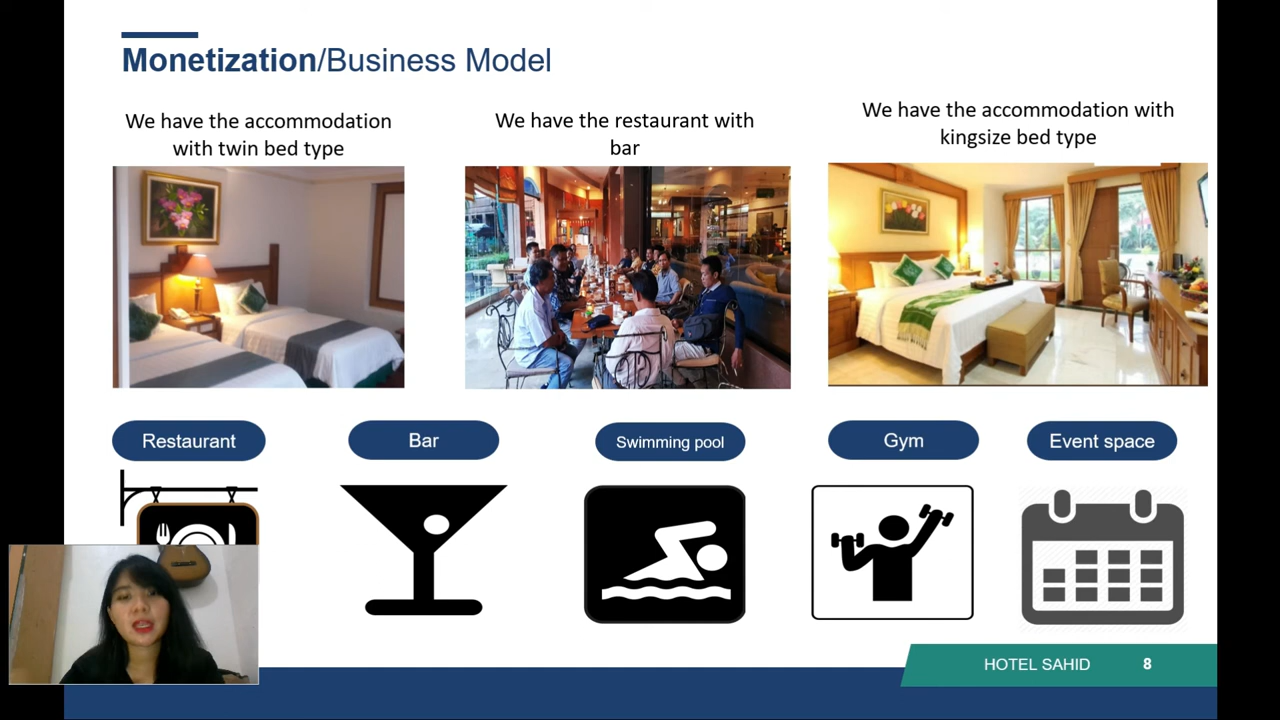 Monetization/Business Model
We have the accommodation
with twin bed type
We have the restaurant with
bar
We have the accommodation with
kingsize bed type
Restaurant
Bar
Swimming pool
Gym
Event space
HOTEL SAHID
8